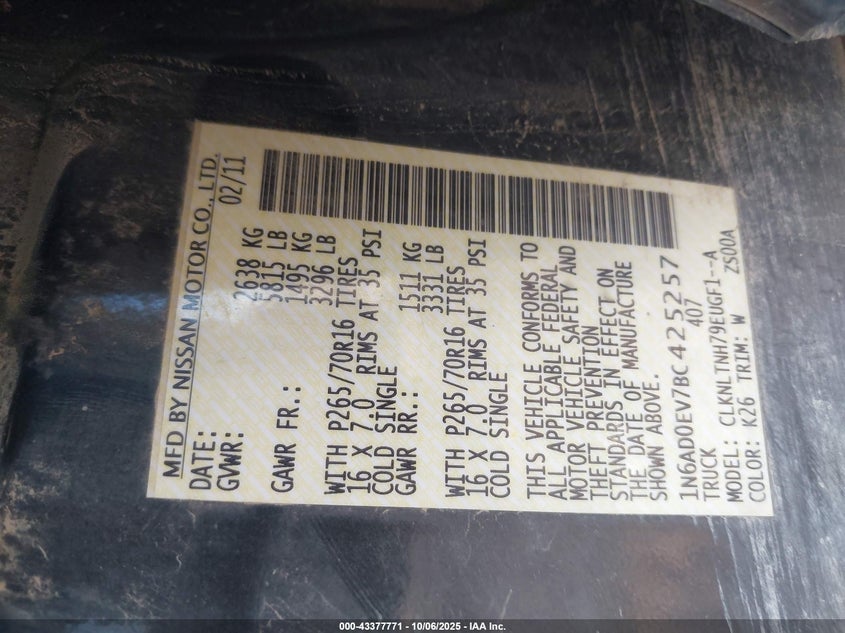 MFD BY NISSAN MOTOR CO., LTD.
DATE: 02/11
GVWR: 2638 KG
5815 LB
GAWR FR.: 1495 KG
3296 LB
WITH P265/70R16 TIRES
16 X 7.0 RIMS AT 35 PSI
COLD SINGLE
GAWR RR.: 1511 KG
3331 LB
WITH P265/70R16 TIRES
16 X 7.0 RIMS AT 35 PSI
COLD SINGLE
THIS VEHICLE CONFORMS TO
ALL APPLICABLE FEDERAL
MOTOR VEHICLE SAFETY AND
THEFT PREVENTION
STANDARDS IN EFFECT ON
THE DATE OF MANUFACTURE
SHOWN ABOVE.
1N6AD0EV7BC425257
TRUCK 407
MODEL: CLKNLTNH79EUGF1--A
COLOR: K26 TRIM: W ZS00A
000-43377771 - 10/06/2025 - IAA Inc.